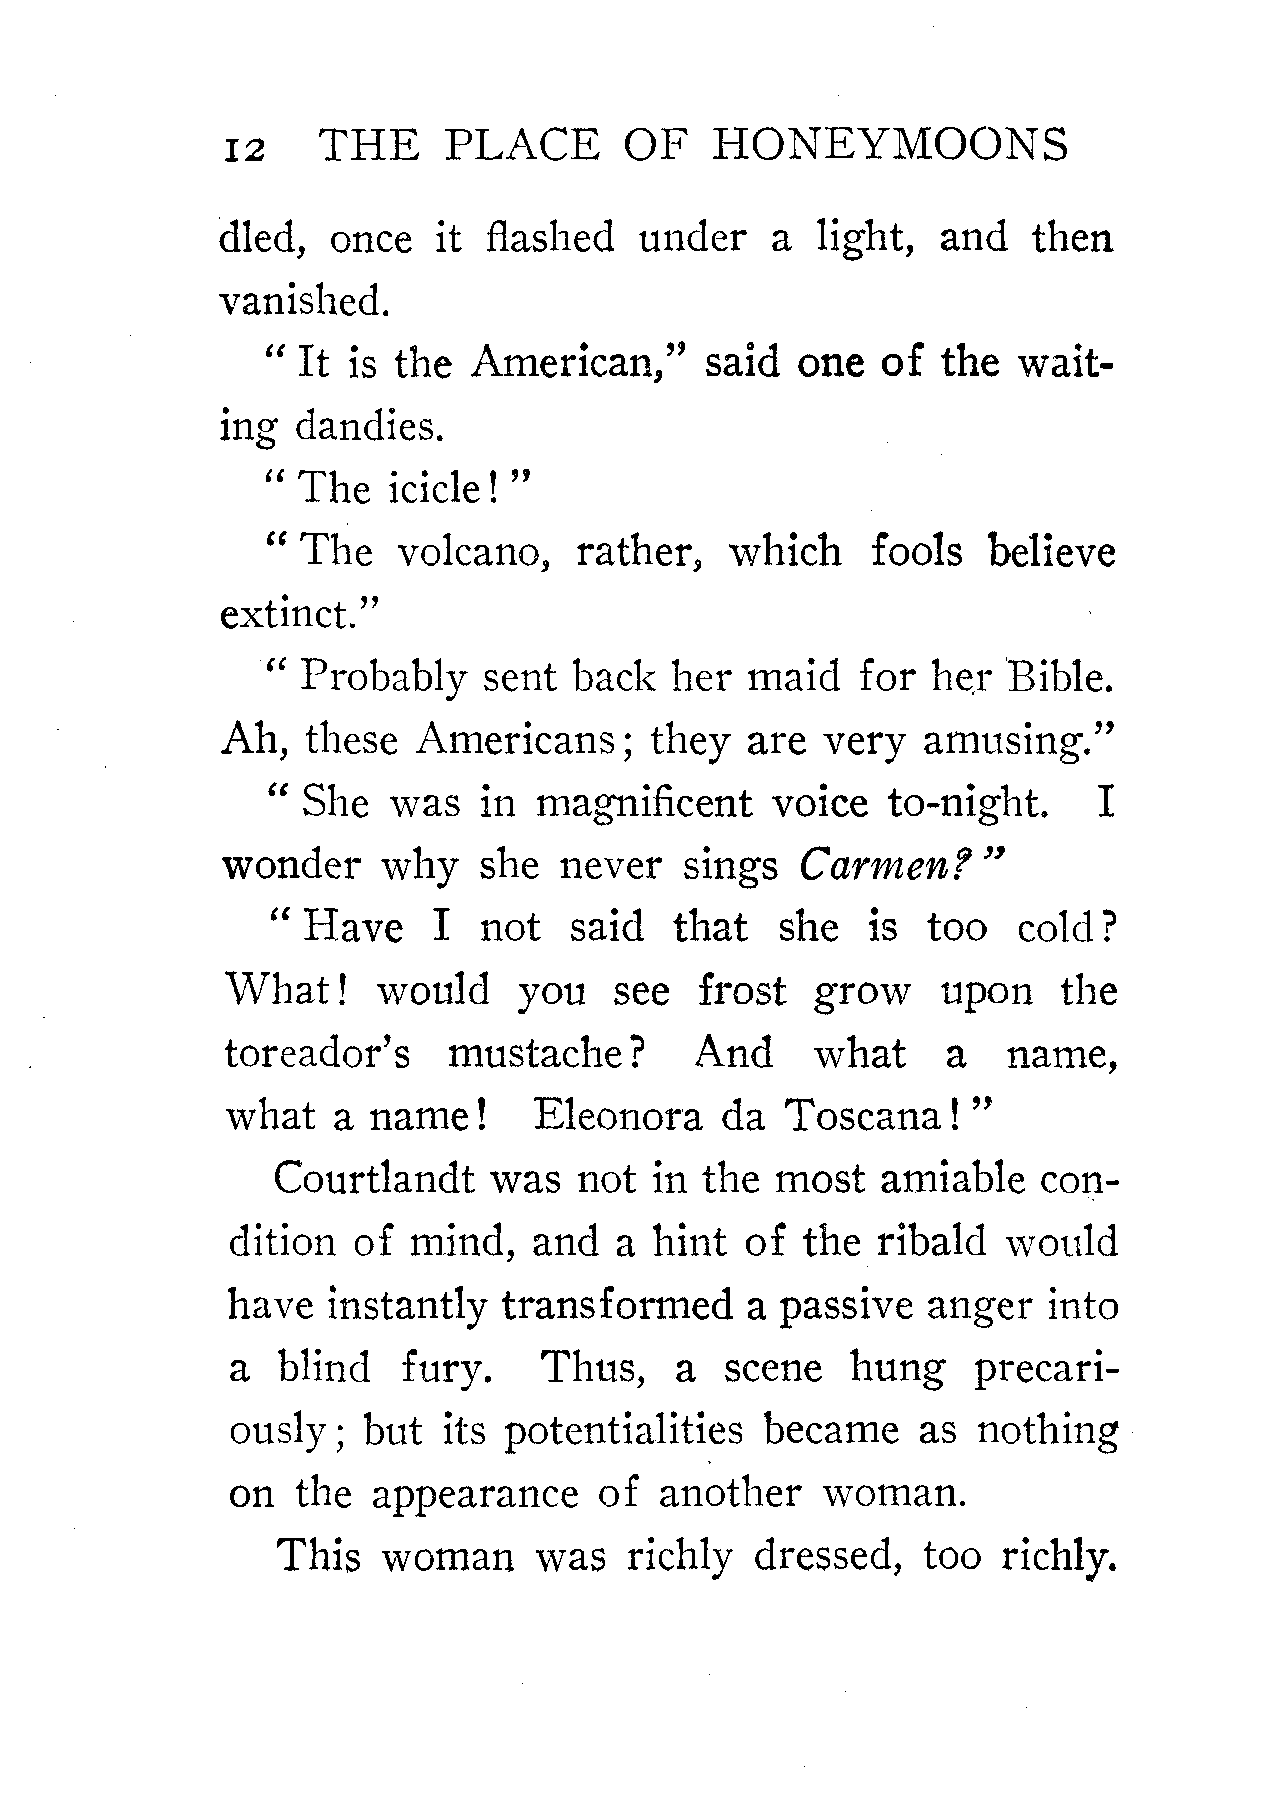 12 THE PLACE OF HONEYMOONS
dled, once it flashed under a light, and then
vanished.
“ It is the American,” said one of the wait-
ing dandies.
“ The icicle! ”
“ The volcano, rather, which fools believe
extinct.”
“ Probably sent back her maid for her Bible.
Ah, these Americans; they are very amusing.”
“ She was in magnificent voice to-night. I
wonder why she never sings Carmen? ”
“ Have I not said that she is too cold?
What! would you see frost grow upon the
toreador’s mustache? And what a name,
what a name! Eleonora da Toscana! ”
Courtlandt was not in the most amiable con-
dition of mind, and a hint of the ribald would
have instantly transformed a passive anger into
a blind fury. Thus, a scene hung precari-
ously; but its potentialities became as nothing
on the appearance of another woman.
This woman was richly dressed, too richly.